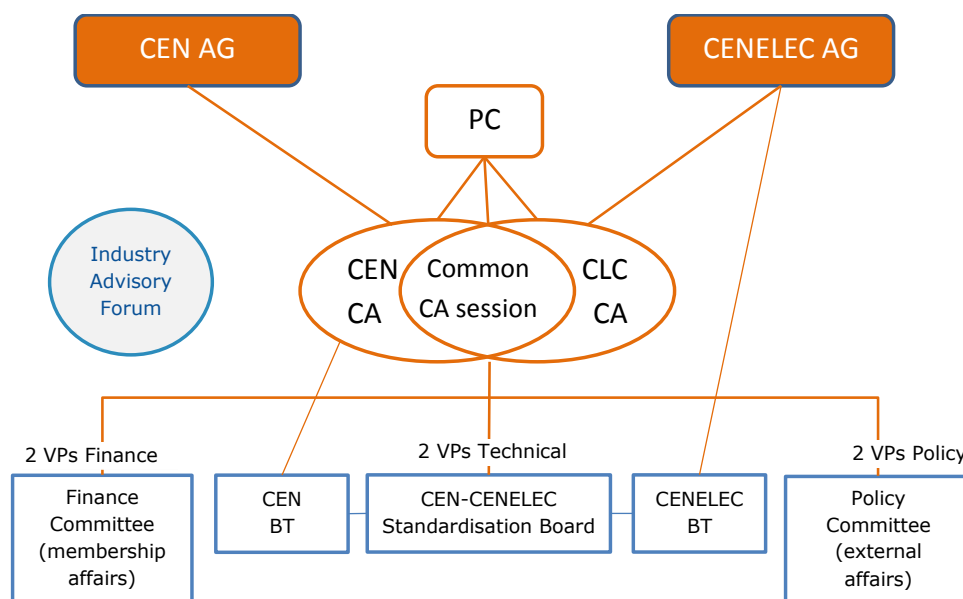 CEN AG
CENELEC AG
PC
Industry
Advisory
Forum
CEN
CA
Common
CA session
CLC
CA
2 VPs Finance
2 VPs Technical
2 VPs Policy
Finance
Committee
(membership
affairs)
CEN
BT
CEN-CENELEC
Standardisation Board
CENELEC
BT
Policy
Committee
(external
affairs)